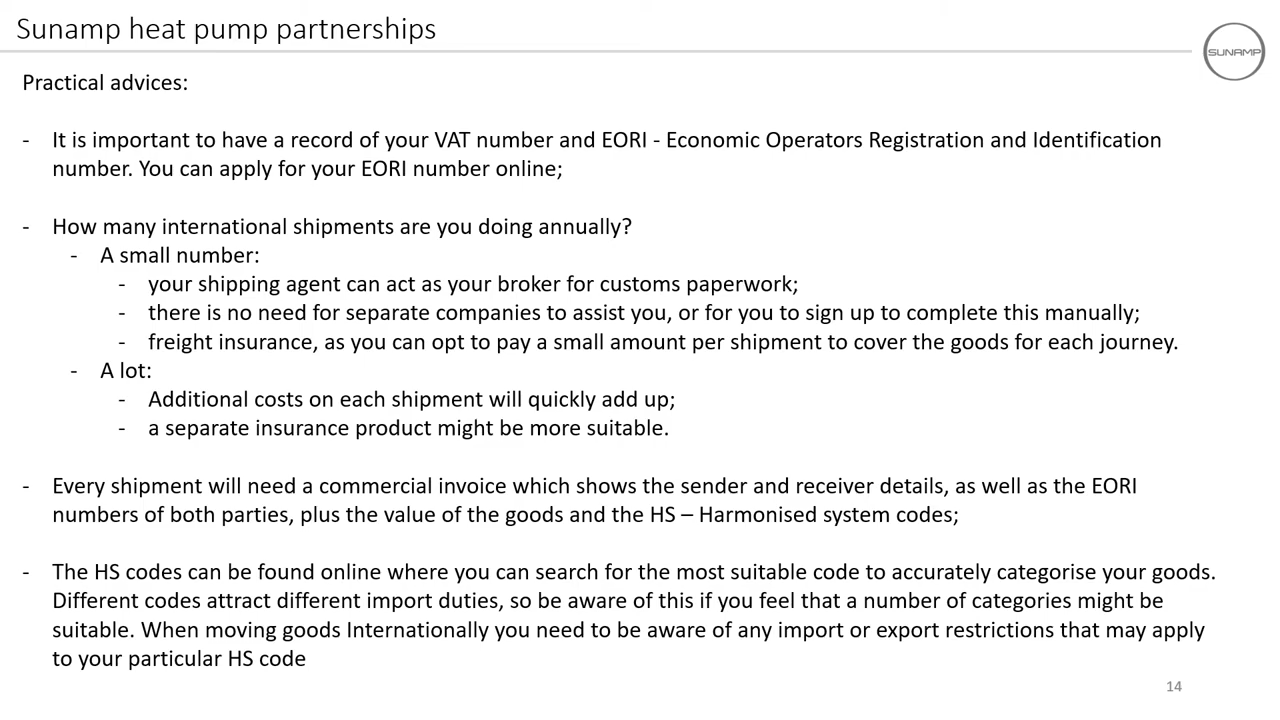 Sunamp heat pump partnerships
SUNAMP
Practical advices:
- It is important to have a record of your VAT number and EORI - Economic Operators Registration and Identification
number. You can apply for your EORI number online;
- How many international shipments are you doing annually?
- A small number:
- your shipping agent can act as your broker for customs paperwork;
- there is no need for separate companies to assist you, or for you to sign up to complete this manually;
- freight insurance, as you can opt to pay a small amount per shipment to cover the goods for each journey.
- A lot:
- Additional costs on each shipment will quickly add up;
- a separate insurance product might be more suitable.
- Every shipment will need a commercial invoice which shows the sender and receiver details, as well as the EORI
numbers of both parties, plus the value of the goods and the HS – Harmonised system codes;
- The HS codes can be found online where you can search for the most suitable code to accurately categorise your goods.
Different codes attract different import duties, so be aware of this if you feel that a number of categories might be
suitable. When moving goods Internationally you need to be aware of any import or export restrictions that may apply
to your particular HS code
14